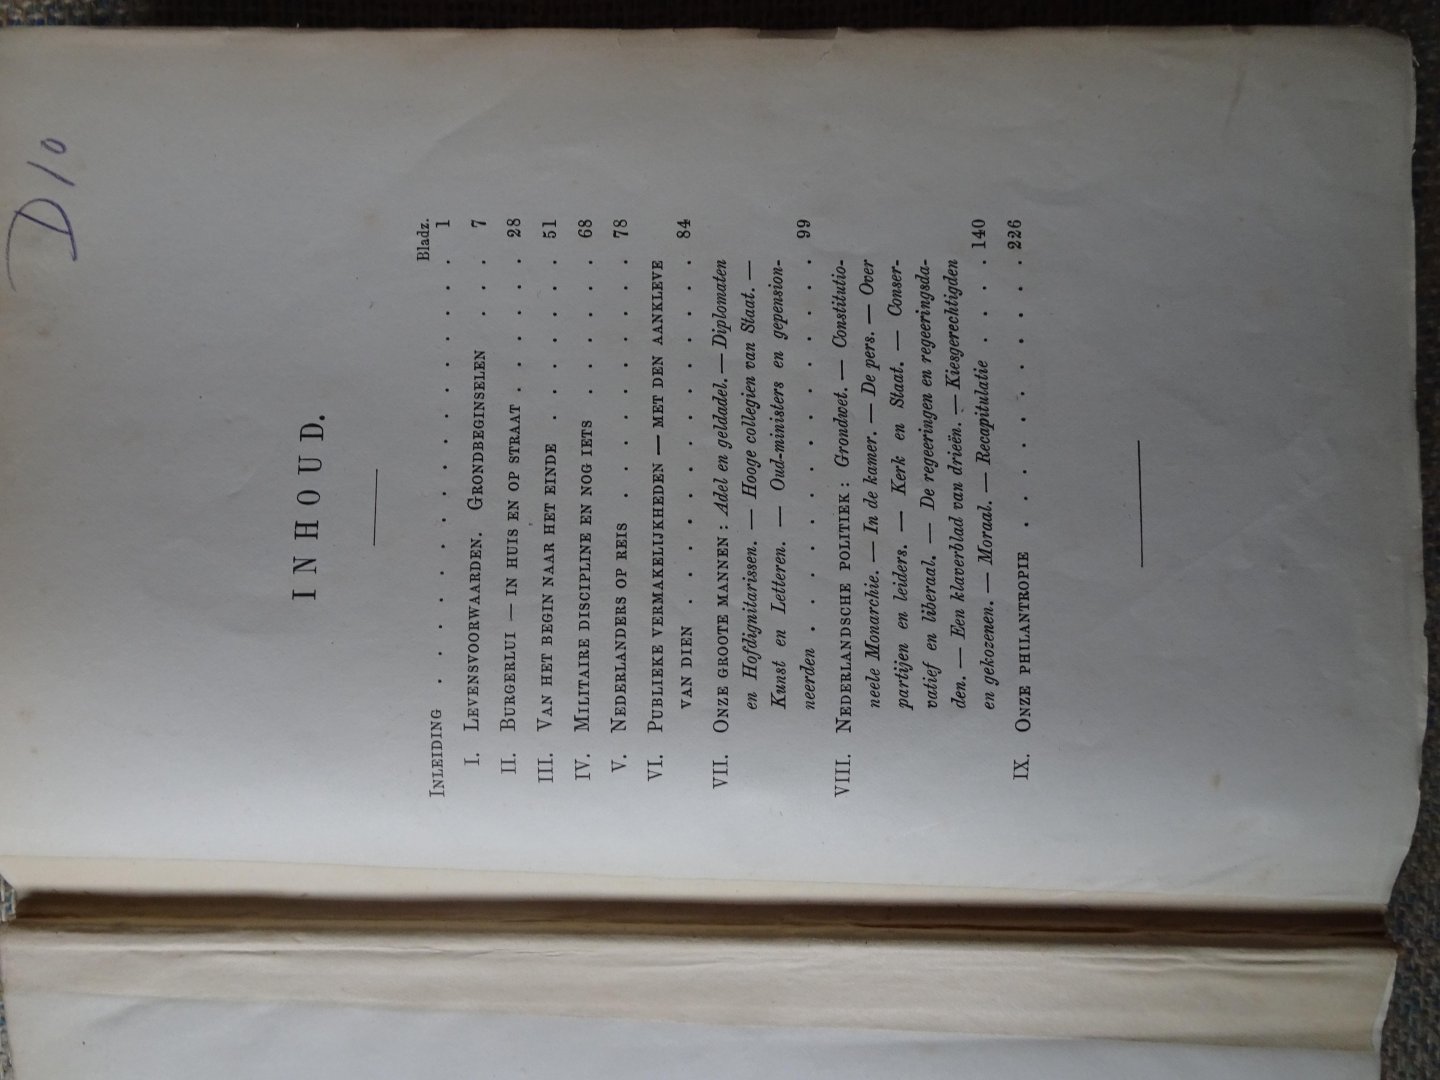 D10
INHOUD.
Bladz.
INLEIDING . . . . . . . . . . . . . . . . . 1
I. LEVENSVOORWAARDEN. GRONDBEGINSELEN . . . 7
II. BURGERLUI — IN HUIS EN OP STRAAT . . . . . . 28
III. VAN HET BEGIN NAAR HET EINDE . . . . . . . 51
IV. MILITAIRE DISCIPLINE EN NOG IETS . . . . . . 68
V. NEDERLANDERS OP REIS . . . . . . . . . . 78
VI. PUBLIEKE VERMAKELIJKHEDEN — MET DEN AANKLEVE
VAN DIEN . . . . . . . . . . . . . . 84
VII. ONZE GROOTE MANNEN: Adel en geldadel. — Diplomaten
en Hofdignitarissen. — Hooge collegien van Staat. —
Kunst en Letteren. — Oud-ministers en gepension-
neerden . . . . . . . . . . . . . . 99
VIII. NEDERLANDSCHE POLITIEK: Grondwet. — Constitutio-
neele Monarchie. — In de kamer. — De pers. — Over
partijen en leiders. — Kerk en Staat. — Conser-
vatief en liberaal. — De regeeringen en regeeringsda-
den. — Een klaverblad van drieën. — Kiesgerechtigden
en gekozenen. — Moraal. — Recapitulatie . . . . 140
IX. ONZE PHILANTROPIE . . . . . . . . . . . 226